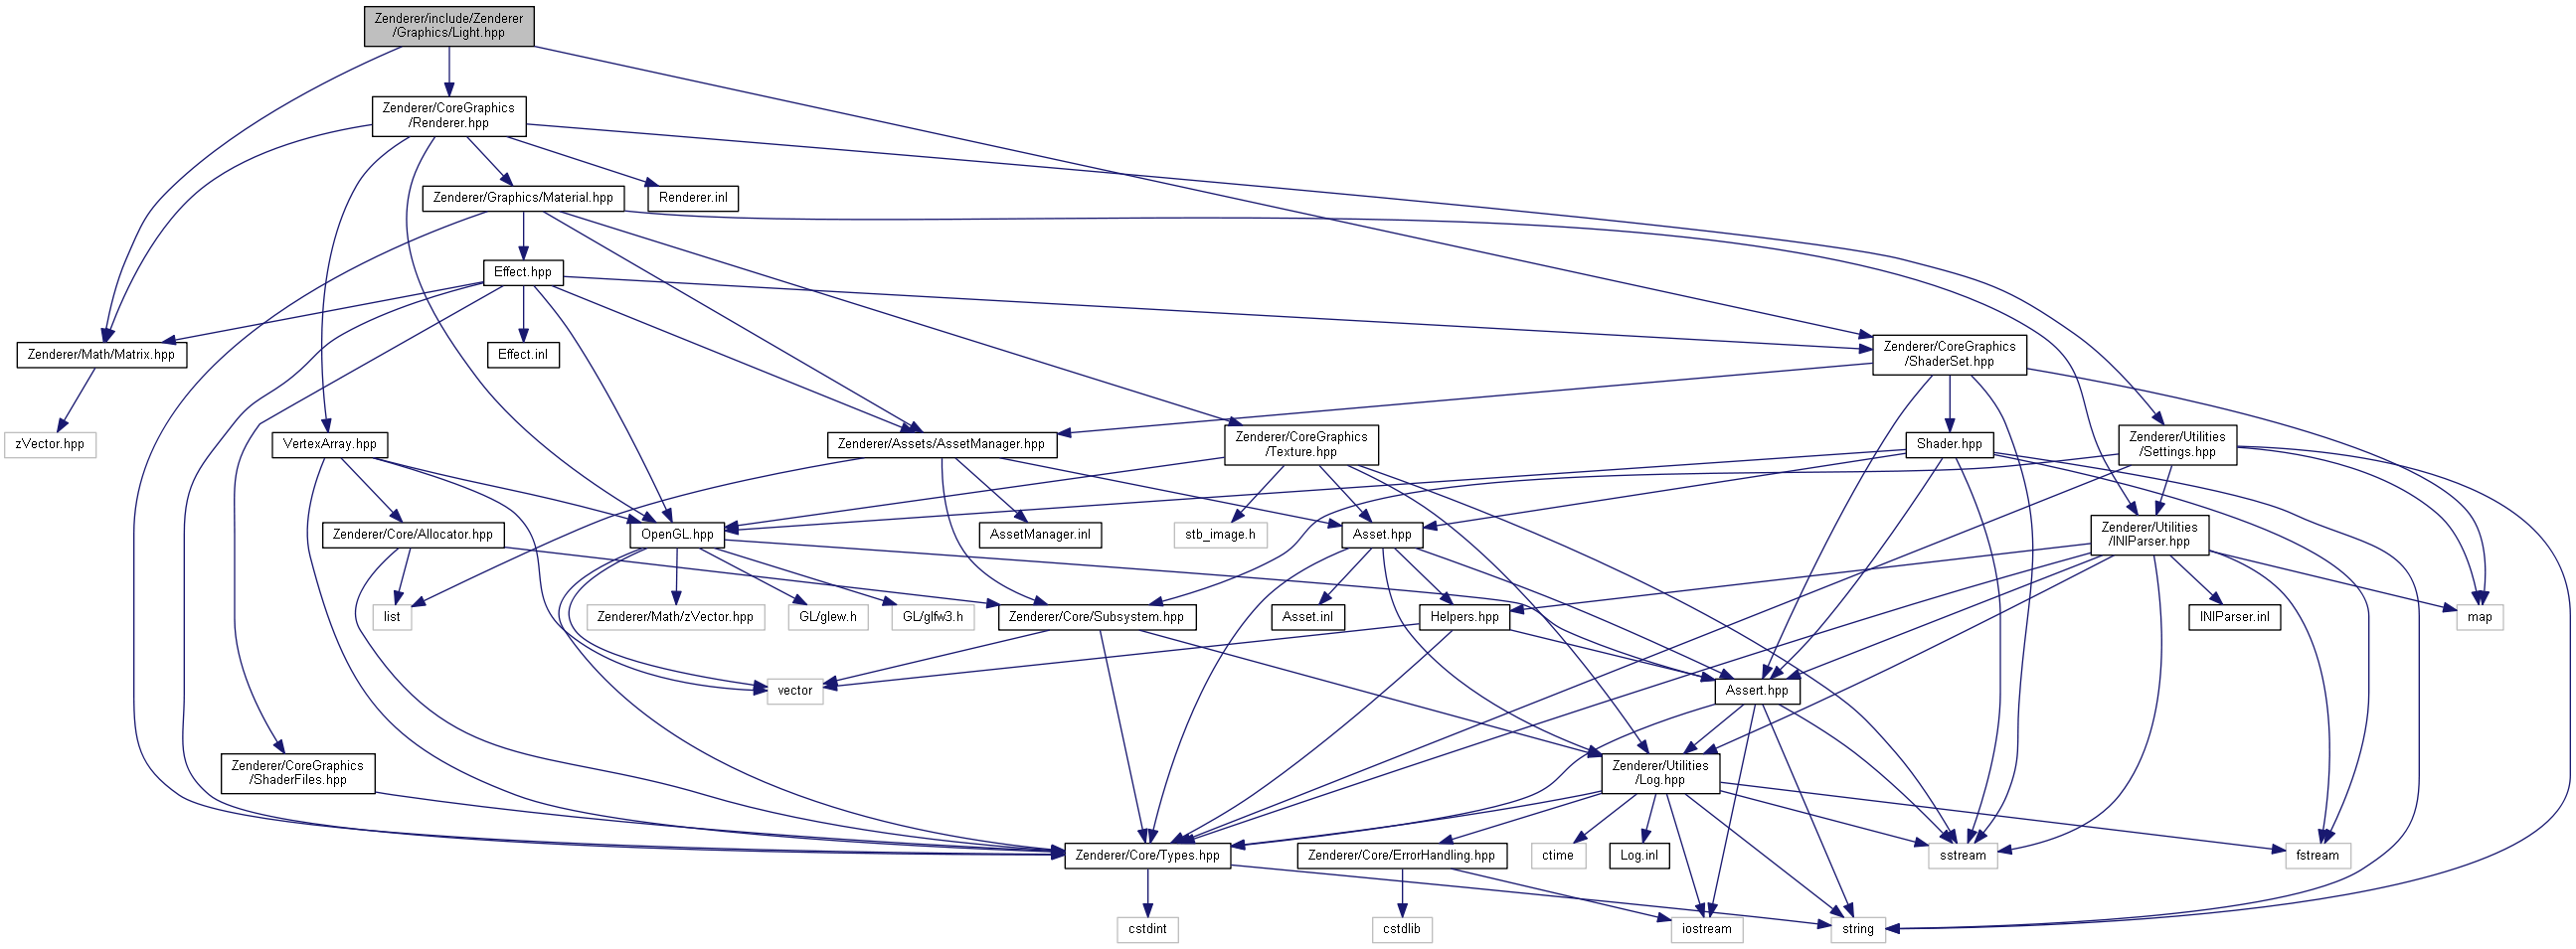 Zenderer/include/Zenderer
/Graphics/Light.hpp
Zenderer/CoreGraphics
/Renderer.hpp
Zenderer/Graphics/Material.hpp
Renderer.inl
Effect.hpp
Zenderer/Math/Matrix.hpp
Effect.inl
Zenderer/CoreGraphics
/ShaderSet.hpp
zVector.hpp
VertexArray.hpp
Zenderer/Assets/AssetManager.hpp
Zenderer/CoreGraphics
/Texture.hpp
Shader.hpp
Zenderer/Utilities
/Settings.hpp
Zenderer/Core/Allocator.hpp
OpenGL.hpp
AssetManager.inl
stb_image.h
Asset.hpp
Zenderer/Utilities
/INIParser.hpp
list
Zenderer/Math/zVector.hpp
GL/glew.h
GL/glfw3.h
Zenderer/Core/Subsystem.hpp
Asset.inl
Helpers.hpp
INIParser.inl
map
vector
Assert.hpp
Zenderer/CoreGraphics
/ShaderFiles.hpp
Zenderer/Utilities
/Log.hpp
Zenderer/Core/Types.hpp
Zenderer/Core/ErrorHandling.hpp
ctime
Log.inl
sstream
fstream
cstdint
cstdlib
iostream
string